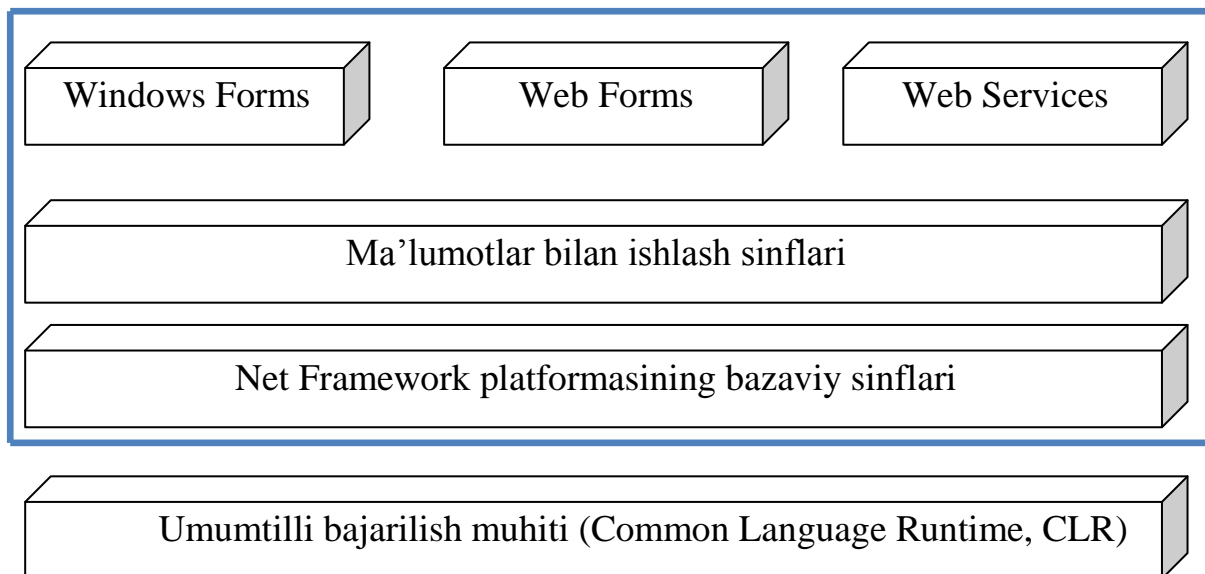 Windows Forms
Web Forms
Web Services
Ma’lumotlar bilan ishlash sinflari
Net Framework platformasining bazaviy sinflari
Umumtilli bajarilish muhiti (Common Language Runtime, CLR)